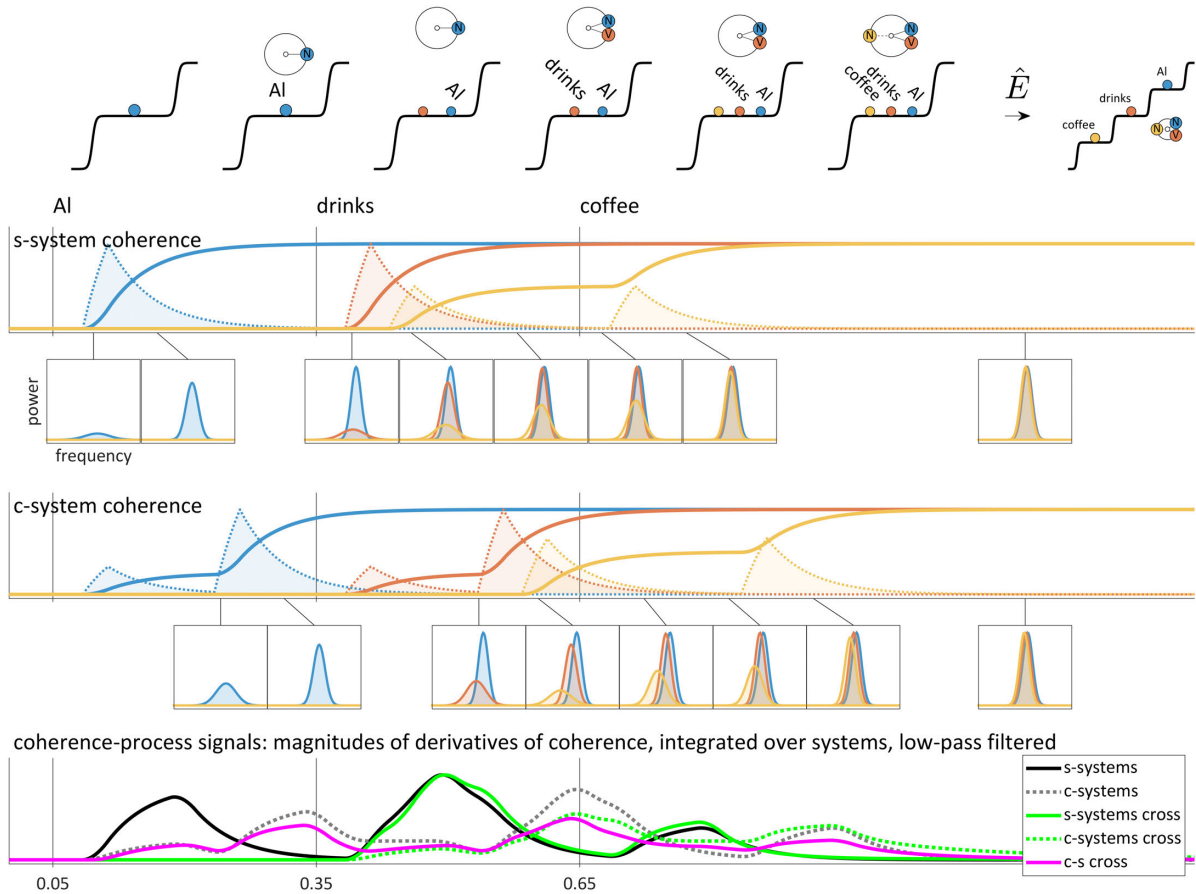 N
N
N
V
N
V
N
N
V
Al
drinks
Al
drinks
Al
coffee
drinks
Al
Ê
Al
drinks
coffee
N
N
V
Al
drinks
coffee
s-system coherence
power
frequency
c-system coherence
coherence-process signals: magnitudes of derivatives of coherence, integrated over systems, low-pass filtered
s-systems
c-systems
s-systems cross
c-systems cross
c-s cross
0.05
0.35
0.65